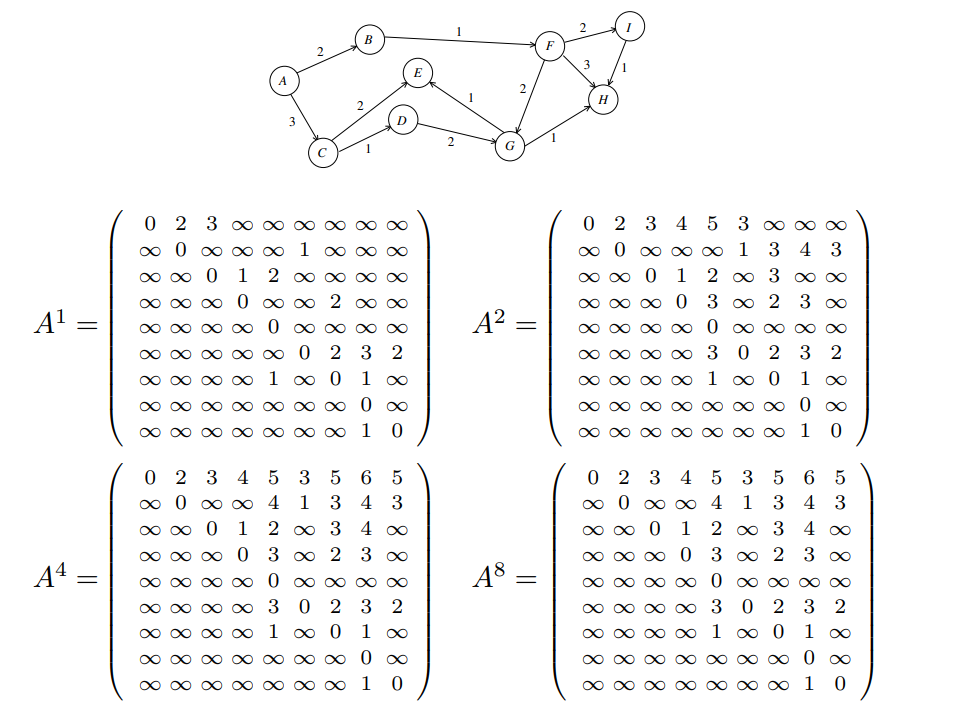 2 1 2 I
B F 3 1
A E 2 H
3 2 1
D
C 1 2 G 1
0 2 3 ∞ ∞ ∞ ∞ ∞ ∞
∞ 0 ∞ ∞ ∞ 1 ∞ ∞ ∞
∞ ∞ 0 1 2 ∞ ∞ ∞ ∞
∞ ∞ ∞ 0 ∞ ∞ 2 ∞ ∞
A¹ =
∞ ∞ ∞ ∞ 0 ∞ ∞ ∞ ∞
∞ ∞ ∞ ∞ ∞ 0 2 3 2
∞ ∞ ∞ ∞ 1 ∞ 0 1 ∞
∞ ∞ ∞ ∞ ∞ ∞ ∞ 0 ∞
∞ ∞ ∞ ∞ ∞ ∞ ∞ 1 0
0 2 3 4 5 3 ∞ ∞ ∞
∞ 0 ∞ ∞ ∞ 1 3 4 3
∞ ∞ 0 1 2 ∞ 3 ∞ ∞
∞ ∞ ∞ 0 3 ∞ 2 3 ∞
A² =
∞ ∞ ∞ ∞ 0 ∞ ∞ ∞ ∞
∞ ∞ ∞ ∞ 3 0 2 3 2
∞ ∞ ∞ ∞ 1 ∞ 0 1 ∞
∞ ∞ ∞ ∞ ∞ ∞ ∞ 0 ∞
∞ ∞ ∞ ∞ ∞ ∞ ∞ 1 0
0 2 3 4 5 3 5 6 5
∞ 0 ∞ ∞ 4 1 3 4 3
∞ ∞ 0 1 2 ∞ 3 4 ∞
∞ ∞ ∞ 0 3 ∞ 2 3 ∞
A⁴ =
∞ ∞ ∞ ∞ 0 ∞ ∞ ∞ ∞
∞ ∞ ∞ ∞ 3 0 2 3 2
∞ ∞ ∞ ∞ 1 ∞ 0 1 ∞
∞ ∞ ∞ ∞ ∞ ∞ ∞ 0 ∞
∞ ∞ ∞ ∞ ∞ ∞ ∞ 1 0
0 2 3 4 5 3 5 6 5
∞ 0 ∞ ∞ 4 1 3 4 3
∞ ∞ 0 1 2 ∞ 3 4 ∞
∞ ∞ ∞ 0 3 ∞ 2 3 ∞
A⁸ =
∞ ∞ ∞ ∞ 0 ∞ ∞ ∞ ∞
∞ ∞ ∞ ∞ 3 0 2 3 2
∞ ∞ ∞ ∞ 1 ∞ 0 1 ∞
∞ ∞ ∞ ∞ ∞ ∞ ∞ 0 ∞
∞ ∞ ∞ ∞ ∞ ∞ ∞ 1 0